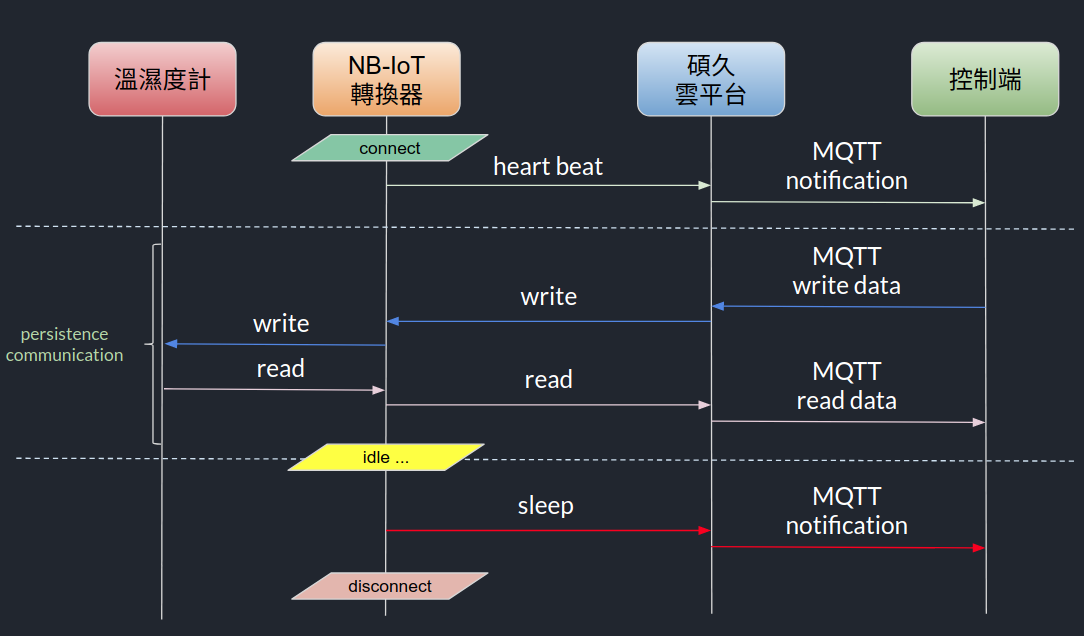 溫濕度計
NB-IoT
轉換器
碩久
雲平台
控制端
connect
heart beat
MQTT
notification
MQTT
write data
write
write
persistence
communication
read
read
MQTT
read data
idle ...
sleep
MQTT
notification
disconnect